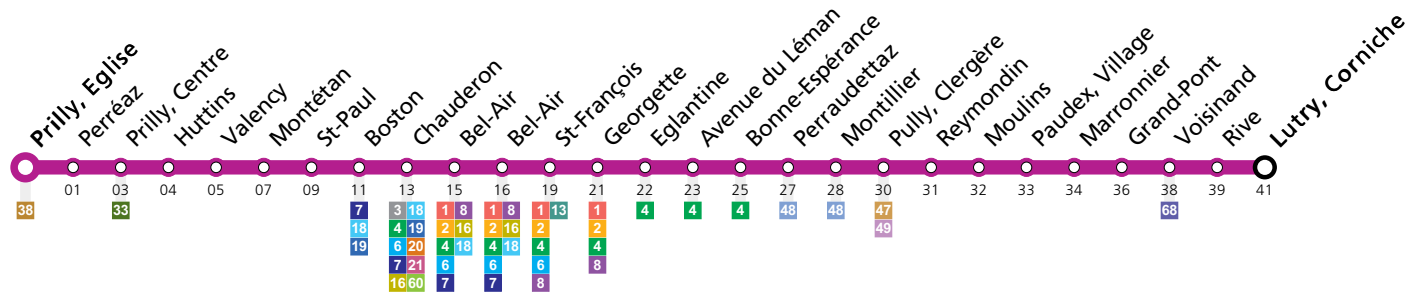 Prilly, Eglise
Perréaz
Prilly, Centre
Huttins
Valency
Montétan
St-Paul
Boston
Chauderon
Bel-Air
Bel-Air
St-François
Georgette
Eglantine
Avenue du Léman
Bonne-Espérance
Perraudettaz
Montillier
Pully, Clergère
Reymondin
Moulins
Paudex, Village
Marronnier
Grand-Pont
Voisinand
Rive
Lutry, Corniche
01 03 04 05 07 09 11 13 15 16 19 21 22 23 25 27 28 30 31 32 33 34 36 38 39 41
38 33 7 3 18 1 8 1 8 1 13 1 4 4 4 48 48 47 68
18 4 19 2 16 2 16 2 2 49
19 6 20 4 18 4 18 4 4
7 21 6 6 6 8
16 60 7 7 8